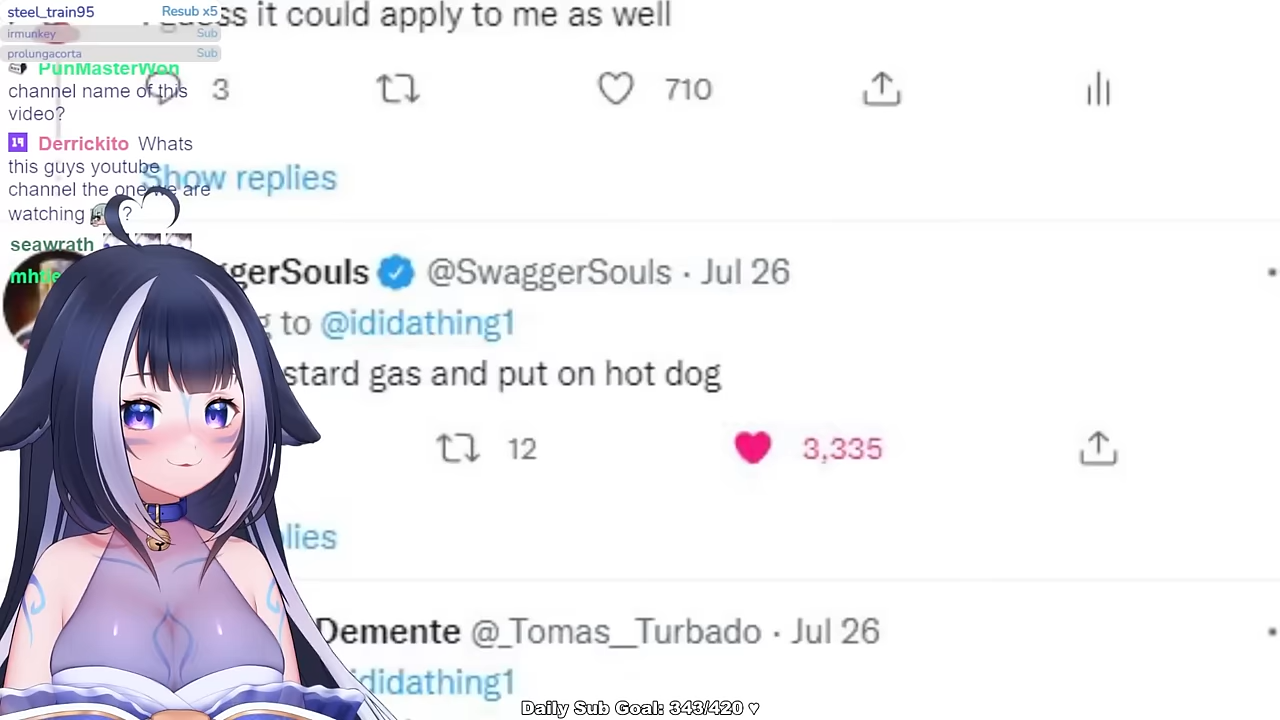 steel_train95 Resub x5
irmunkey Sub
prolungacorta Sub
PunMasterWon
channel name of this
video?
Derrickito Whats
this guys youtube
channel the one we are
watching ?
seawrath
guess it could apply to me as well
3 710
Show replies
ggerSouls @SwaggerSouls · Jul 26
g to @ididathing1
stard gas and put on hot dog
12 3,335
lies
Demente @_Tomas__Turbado · Jul 26
@ididathing1
Daily Sub Goal: 343/420 ♥